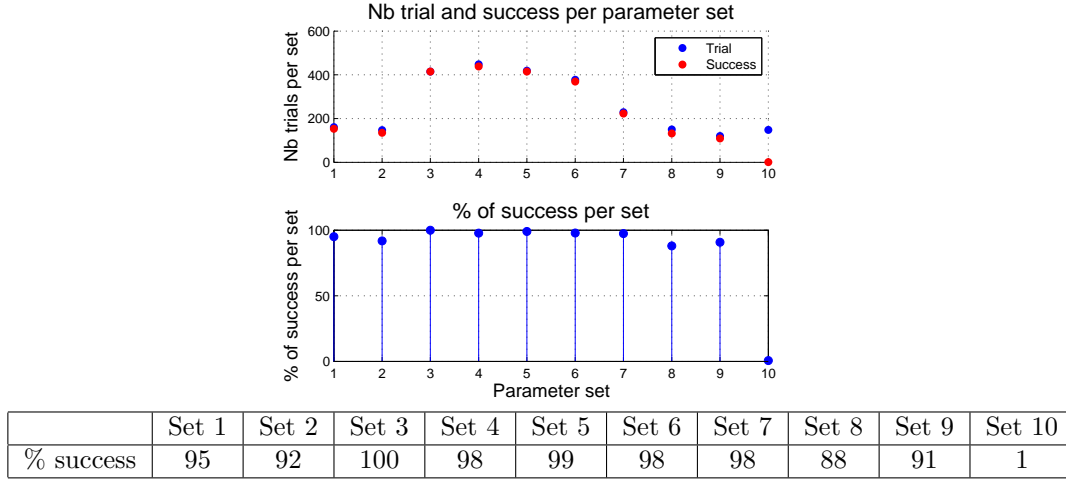 Nb trial and success per parameter set
Nb trials per set
600
400
200
0
Trial
Success
1 2 3 4 5 6 7 8 9 10
% of success per set
% of success per set
100
50
0
1 2 3 4 5 6 7 8 9 10
Parameter set
Set 1 Set 2 Set 3 Set 4 Set 5 Set 6 Set 7 Set 8 Set 9 Set 10
% success 95 92 100 98 99 98 98 88 91 1